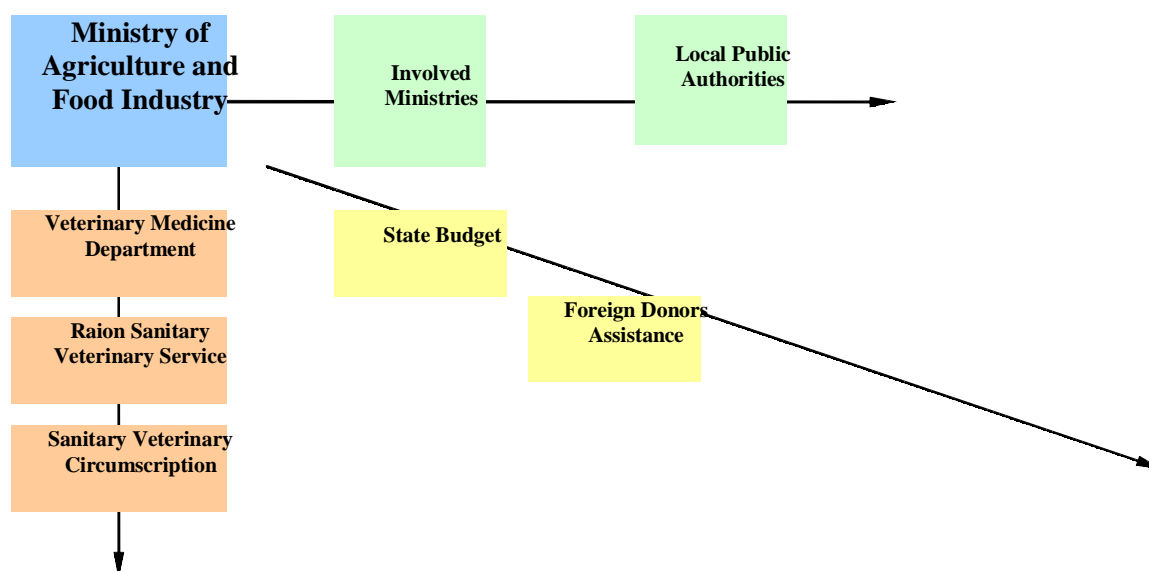 Ministry of
Agriculture and
Food Industry
Involved
Ministries
Local Public
Authorities
Veterinary Medicine
Department
State Budget
Raion Sanitary
Veterinary Service
Foreign Donors
Assistance
Sanitary Veterinary
Circumscription